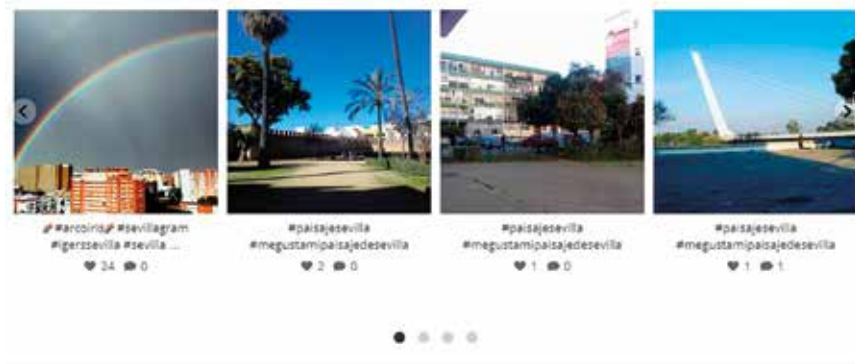 #arcoiris #sevillagram
#igerssevilla #sevilla ...
24 0
#paisajesevilla
#megustamipaisajedesevilla
2 0
#paisajesevilla
#megustamipaisajedesevilla
1 0
#paisajesevilla
#megustamipaisajedesevilla
1 1